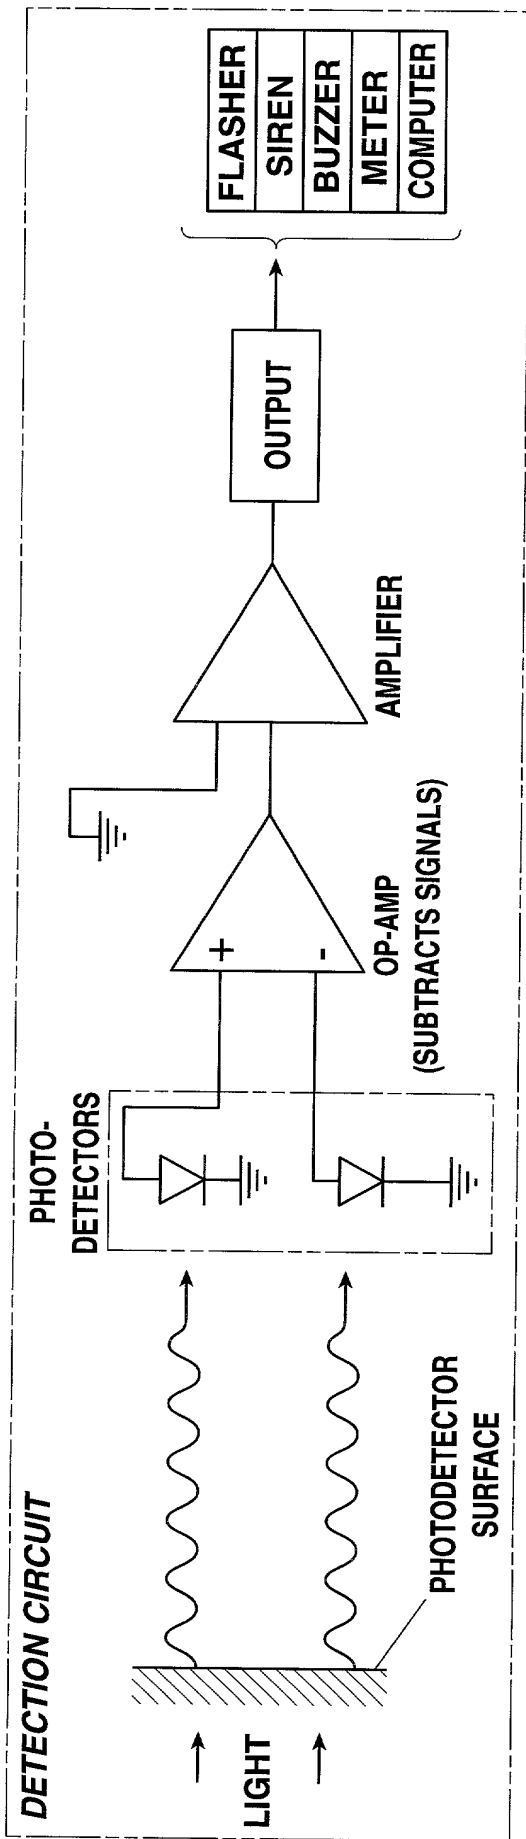 DETECTION CIRCUIT
LIGHT
PHOTODETECTOR
SURFACE
PHOTO-
DETECTORS
+
-
OP-AMP
(SUBTRACTS SIGNALS)
AMPLIFIER
OUTPUT
FLASHER
SIREN
BUZZER
METER
COMPUTER